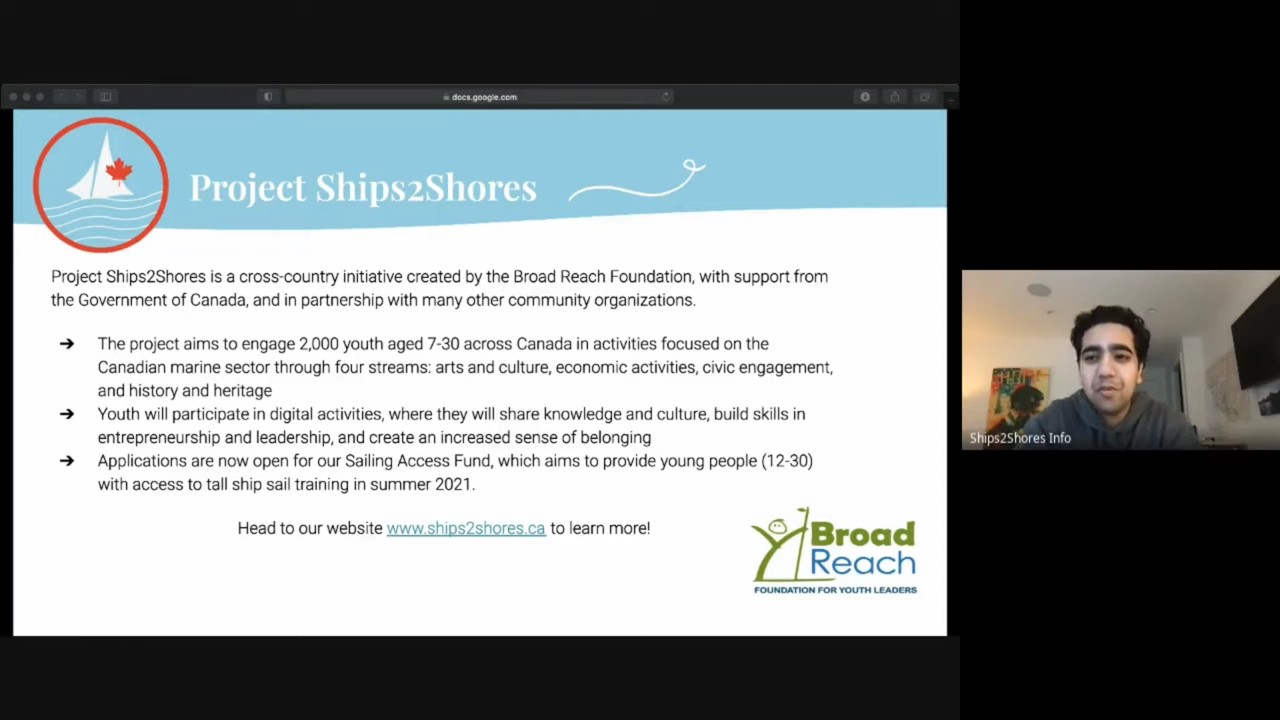 docs.google.com
Project Ships2Shores
Project Ships2Shores is a cross-country initiative created by the Broad Reach Foundation, with support from
the Government of Canada, and in partnership with many other community organizations.
➔ The project aims to engage 2,000 youth aged 7-30 across Canada in activities focused on the
Canadian marine sector through four streams: arts and culture, economic activities, civic engagement,
and history and heritage
➔ Youth will participate in digital activities, where they will share knowledge and culture, build skills in
entrepreneurship and leadership, and create an increased sense of belonging
➔ Applications are now open for our Sailing Access Fund, which aims to provide young people (12-30)
with access to tall ship sail training in summer 2021.
Head to our website www.ships2shores.ca to learn more!
Broad
Reach
FOUNDATION FOR YOUTH LEADERS
Ships2Shores Info